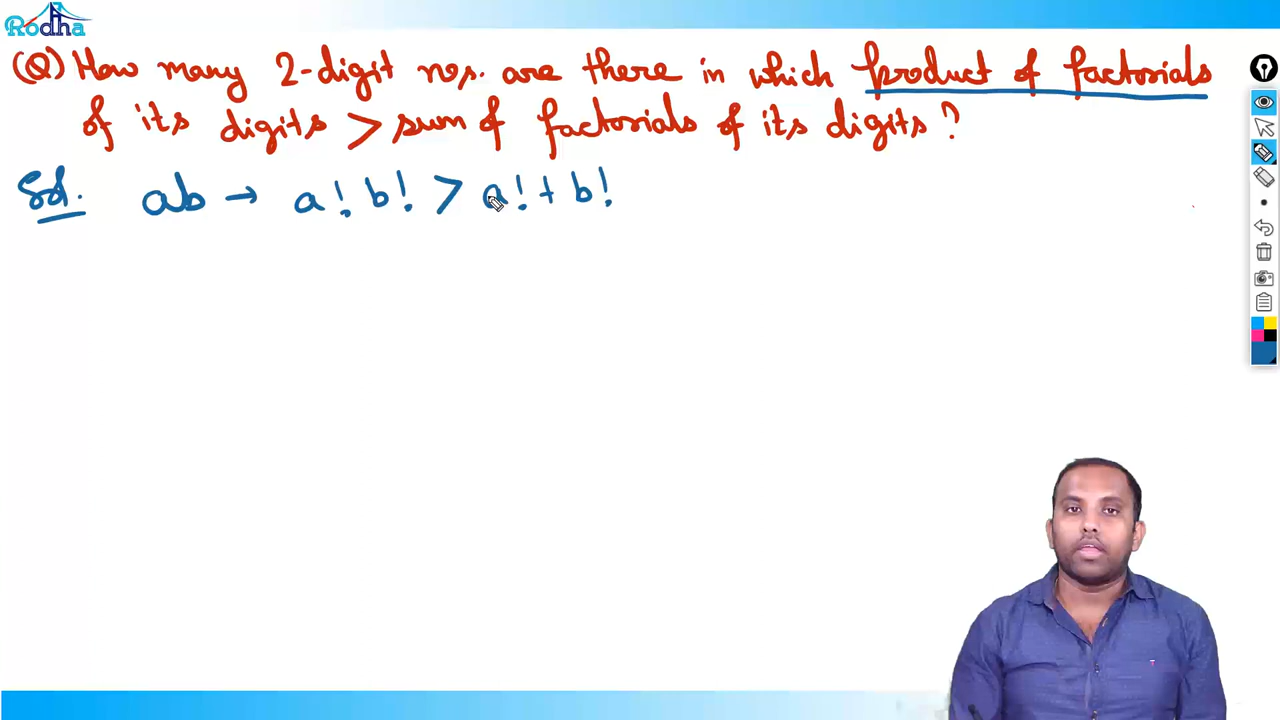 Rodha
(Q) How many 2-digit nos. are there in which product of factorials
of its digits > sum of factorials of its digits ?
Sol. ab → a! b! > a! + b!